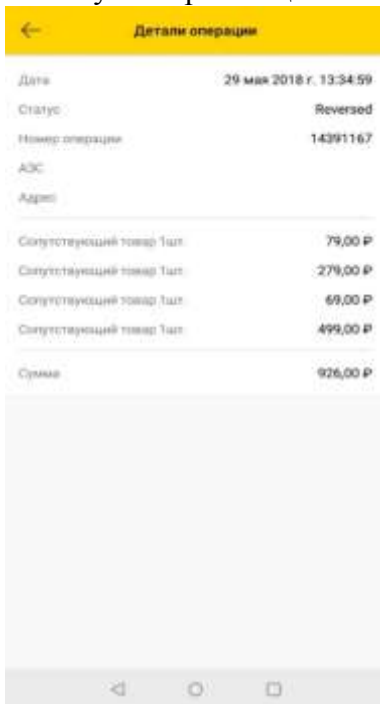 Детали операции
Дата 29 мая 2018 г. 13:34:59
Статус Reversed
Номер операции 14391167
АЗС
Адрес
Сопутствующий товар 1шт. 79,00 ₽
Сопутствующий товар 1шт. 279,00 ₽
Сопутствующий товар 1шт. 69,00 ₽
Сопутствующий товар 1шт. 499,00 ₽
Сумма 926,00 ₽